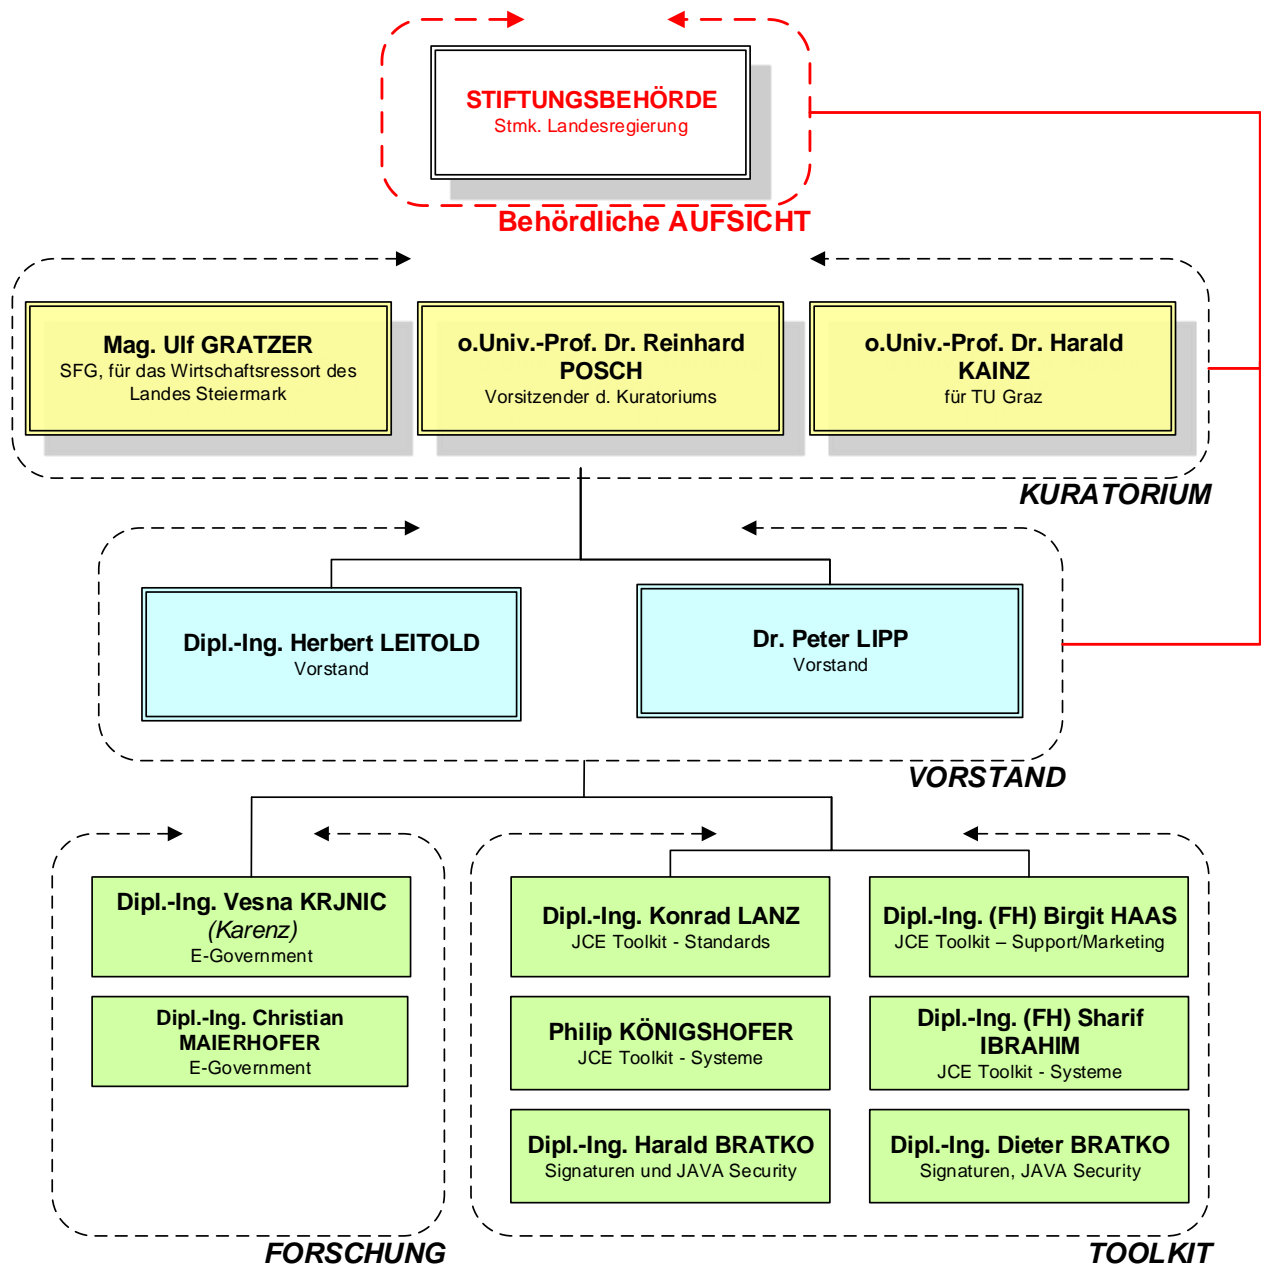 STIFTUNGSBEHÖRDE
Stmk. Landesregierung
Behördliche AUFSICHT
Mag. Ulf GRATZER
SFG, für das Wirtschaftsressort des
Landes Steiermark
o.Univ.-Prof. Dr. Reinhard
POSCH
Vorsitzender d. Kuratoriums
o.Univ.-Prof. Dr. Harald
KAINZ
für TU Graz
KURATORIUM
Dipl.-Ing. Herbert LEITOLD
Vorstand
Dr. Peter LIPP
Vorstand
VORSTAND
Dipl.-Ing. Vesna KRJNIC
(Karenz)
E-Government
Dipl.-Ing. Christian
MAIERHOFER
E-Government
FORSCHUNG
Dipl.-Ing. Konrad LANZ
JCE Toolkit - Standards
Dipl.-Ing. (FH) Birgit HAAS
JCE Toolkit – Support/Marketing
Philip KÖNIGSHOFER
JCE Toolkit - Systeme
Dipl.-Ing. (FH) Sharif
IBRAHIM
JCE Toolkit - Systeme
Dipl.-Ing. Harald BRATKO
Signaturen und JAVA Security
Dipl.-Ing. Dieter BRATKO
Signaturen, JAVA Security
TOOLKIT